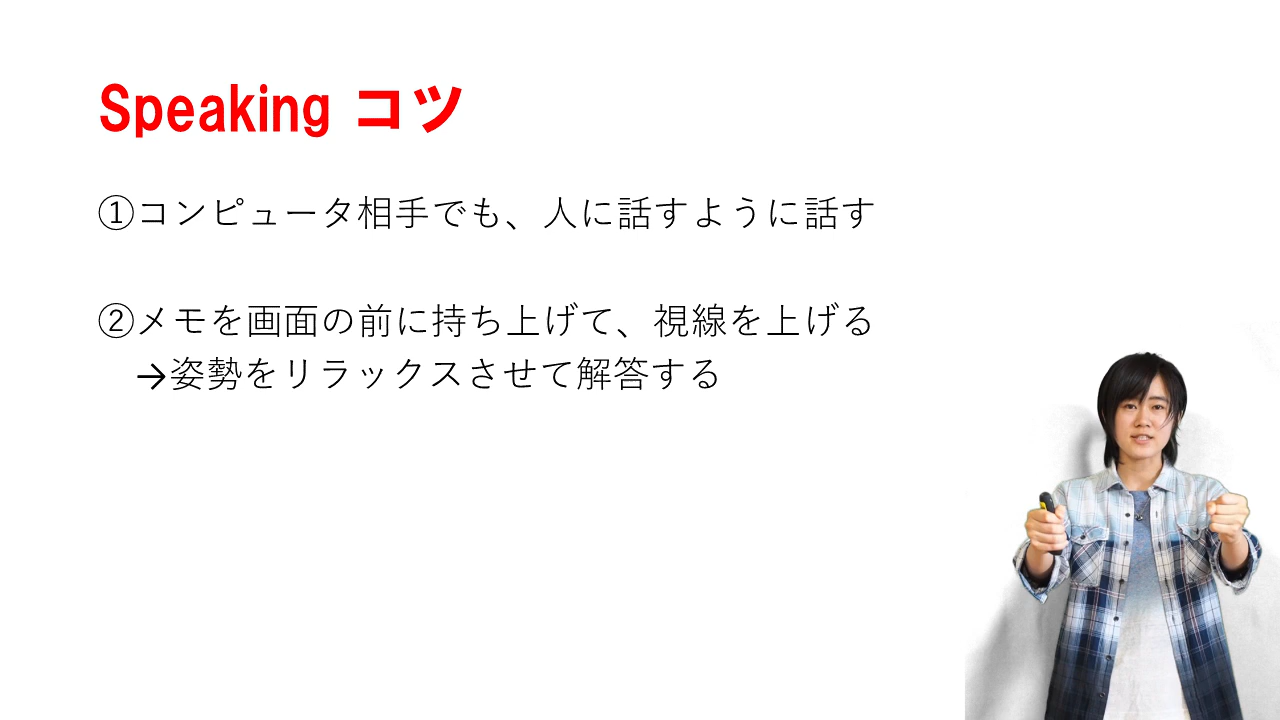 Speaking コツ
①コンピュータ相手でも、人に話すように話す
②メモを画面の前に持ち上げて、視線を上げる
→姿勢をリラックスさせて解答する